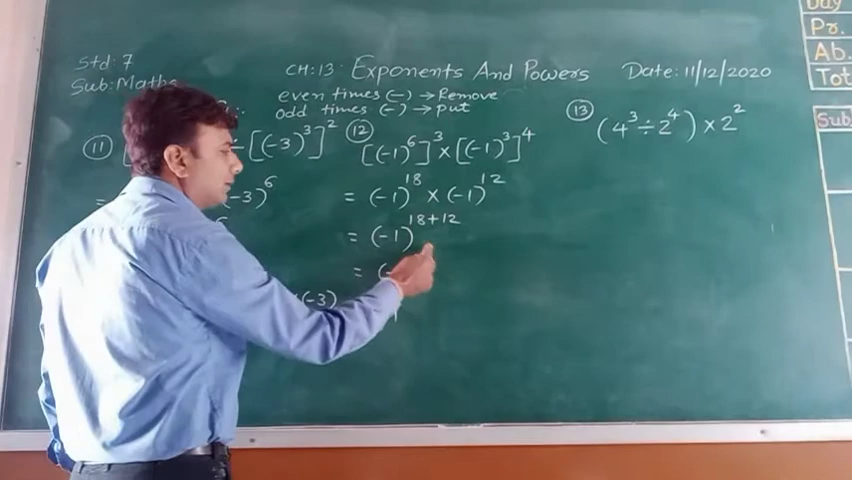 Std: 7
Sub: Maths
CH: 13: Exponents And Powers
Date: 11/12/2020
even times (-) → Remove
odd times (-) → put
(11) [(-3)³]²
-3)⁶
(-3)
(12) [(-1)⁶]³ × [(-1)³]⁴
= (-1)¹⁸ × (-1)¹²
= (-1)¹⁸⁺¹²
= (-
(13) (4³ ÷ 2⁴) × 2²
Day
Pr.
Ab.
Tot
Sub